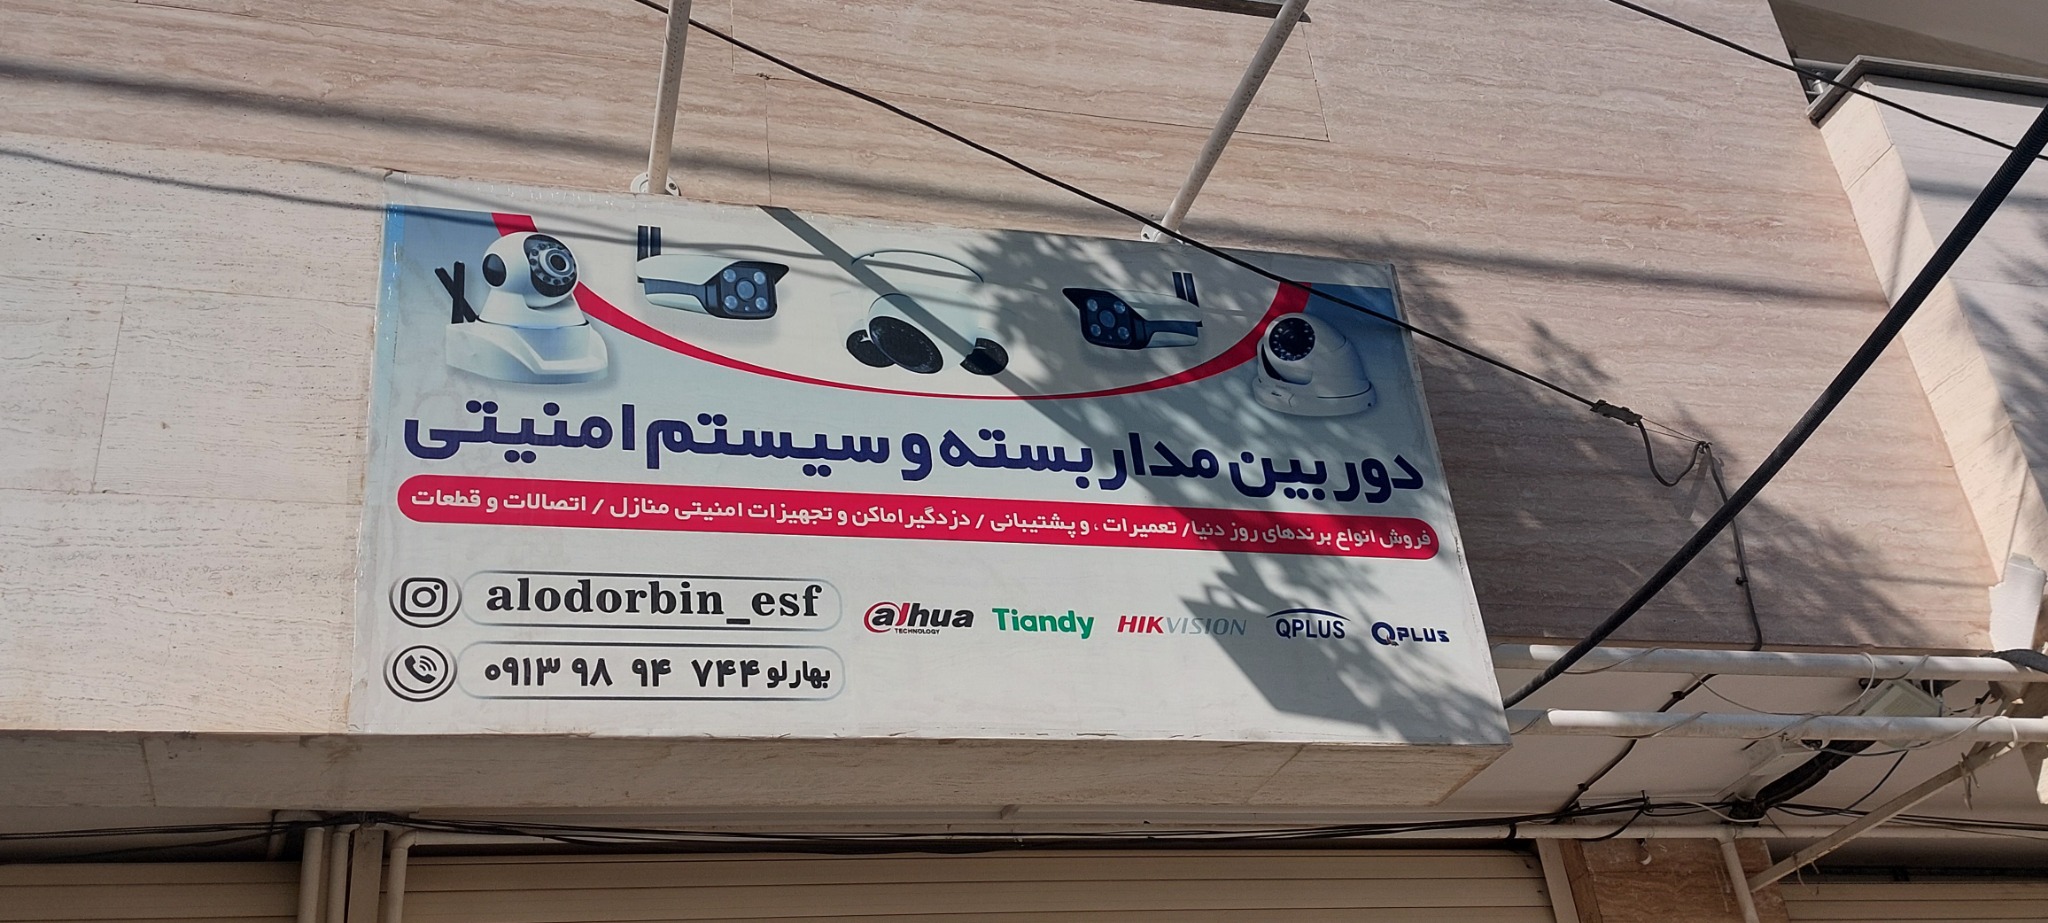 دوربین مداربسته و سیستم امنیتی
فروش انواع برندهای روز دنیا/ تعمیرات ، و پشتیبانی / دزدگیر اماکن و تجهیزات امنیتی منازل / اتصالات و قطعات
alodorbin_esf
۰۹۱۳ ۹۸ ۹۴ ۷۴۴ بهارلو
alhua TECHNOLOGY Tiandy HIKVISION QPLUS QPLUS